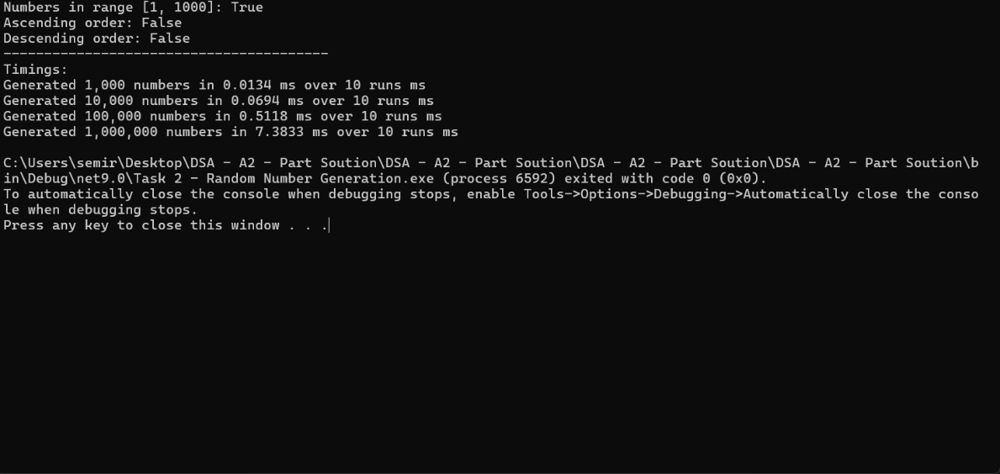 Numbers in range [1, 1000]: True
Ascending order: False
Descending order: False
----------------------------------------
Timings:
Generated 1,000 numbers in 0.0134 ms over 10 runs ms
Generated 10,000 numbers in 0.0694 ms over 10 runs ms
Generated 100,000 numbers in 0.5118 ms over 10 runs ms
Generated 1,000,000 numbers in 7.3833 ms over 10 runs ms
C:\Users\semir\Desktop\DSA - A2 - Part Soution\DSA - A2 - Part Soution\DSA - A2 - Part Soution\DSA - A2 - Part Soution\b
in\Debug\net9.0\Task 2 - Random Number Generation.exe (process 6592) exited with code 0 (0x0).
To automatically close the console when debugging stops, enable Tools->Options->Debugging->Automatically close the conso
le when debugging stops.
Press any key to close this window . . .